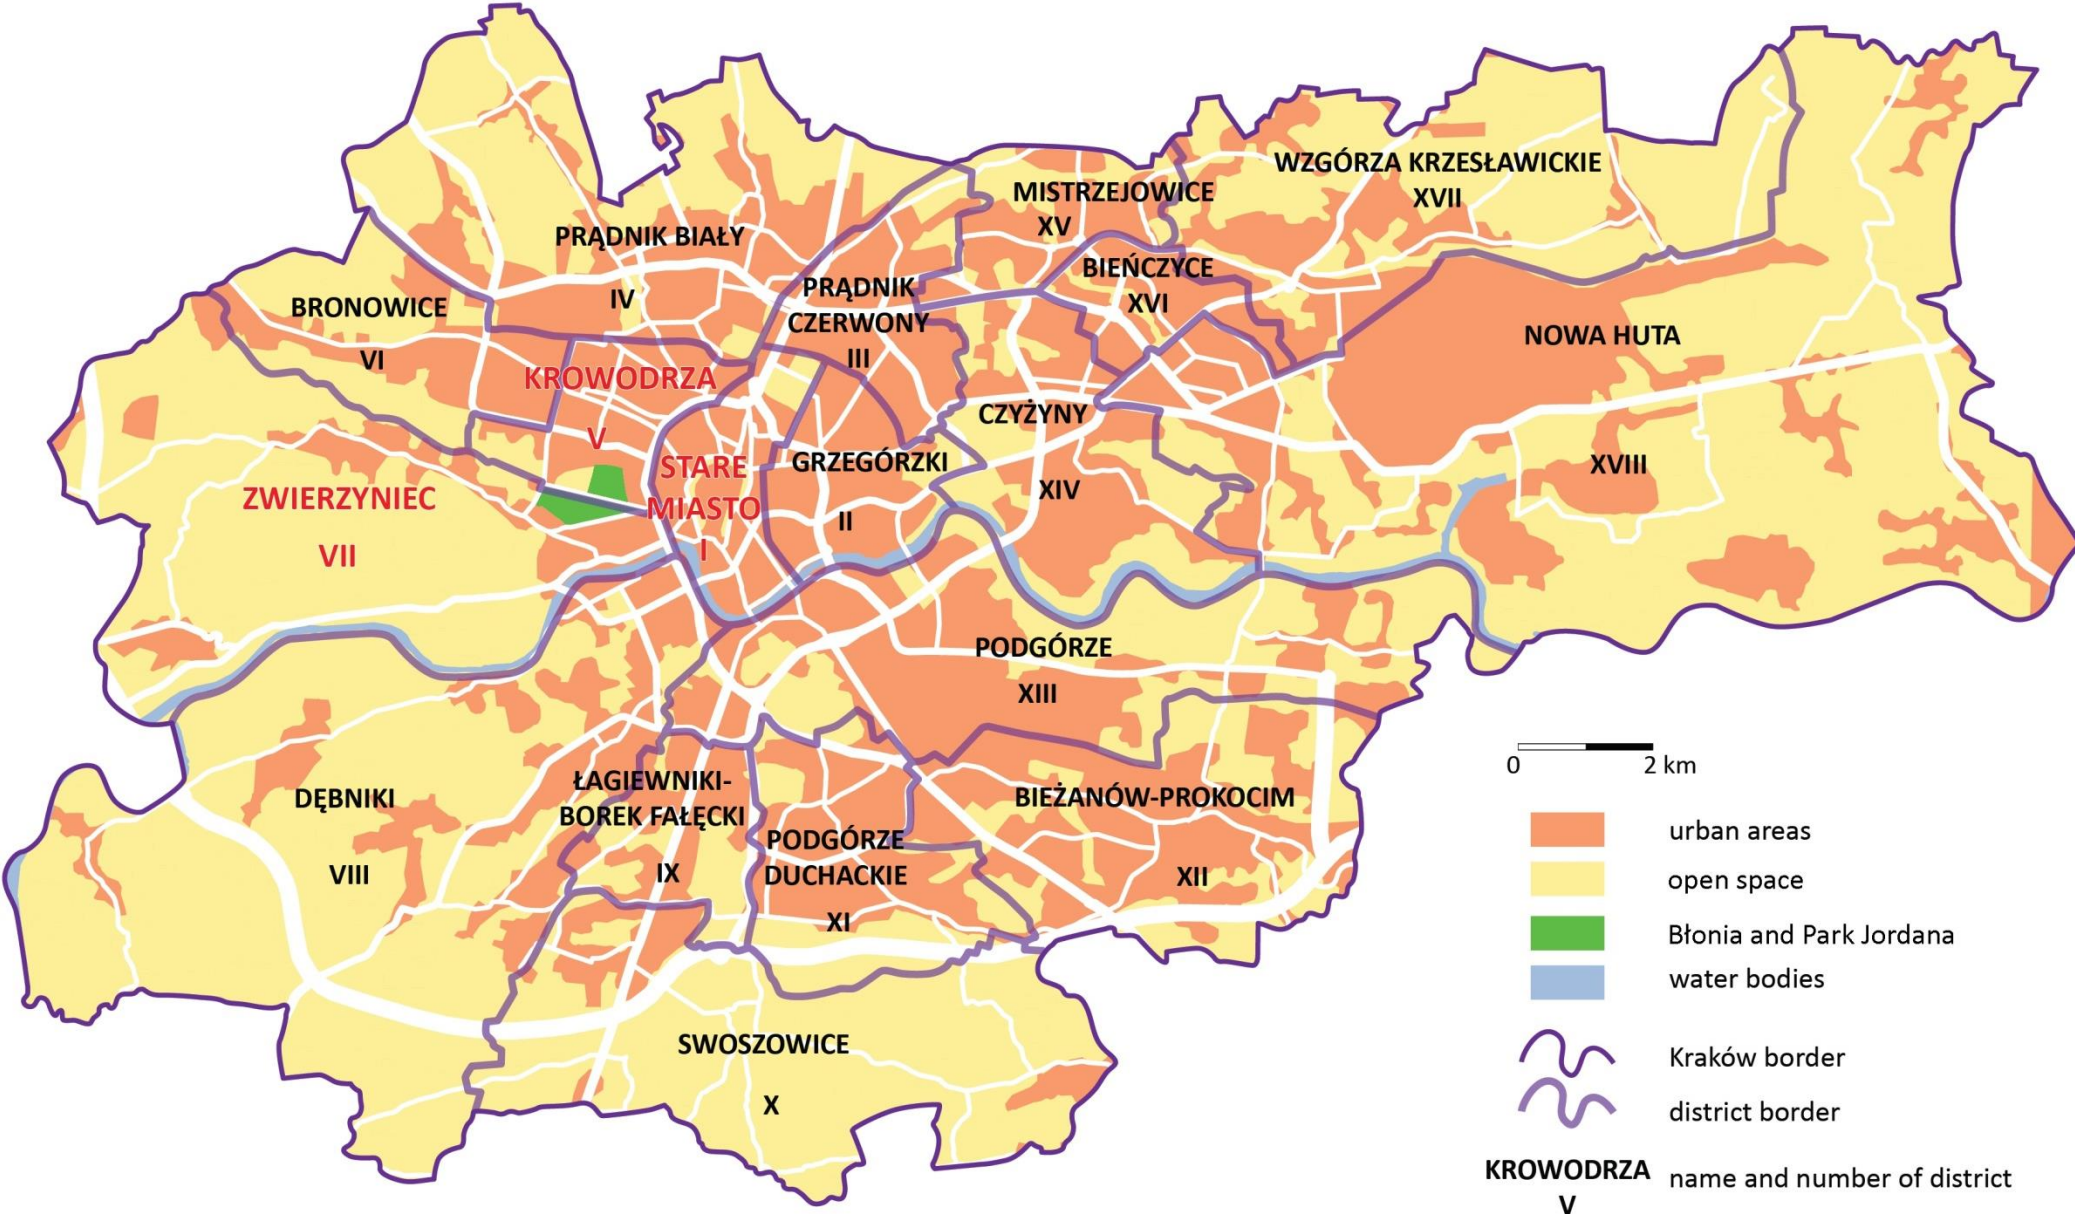 WZGÓRZA KRZESŁAWICKIE
XVII
MISTRZEJOWICE
XV
PRĄDNIK BIAŁY
IV
BIEŃCZYCE
XVI
PRĄDNIK
CZERWONY
III
BRONOWICE
VI
NOWA HUTA
XVIII
KROWODRZA
V
CZYŻYNY
XIV
STARE
MIASTO
I
GRZEGÓRZKI
II
ZWIERZYNIEC
VII
PODGÓRZE
XIII
DĘBNIKI
VIII
ŁAGIEWNIKI-
BOREK FAŁĘCKI
IX
BIEŻANÓW-PROKOCIM
XII
PODGÓRZE
DUCHACKIE
XI
SWOSZOWICE
X
0 2 km
urban areas
open space
Błonia and Park Jordana
water bodies
Kraków border
district border
KROWODRZA
V
name and number of district